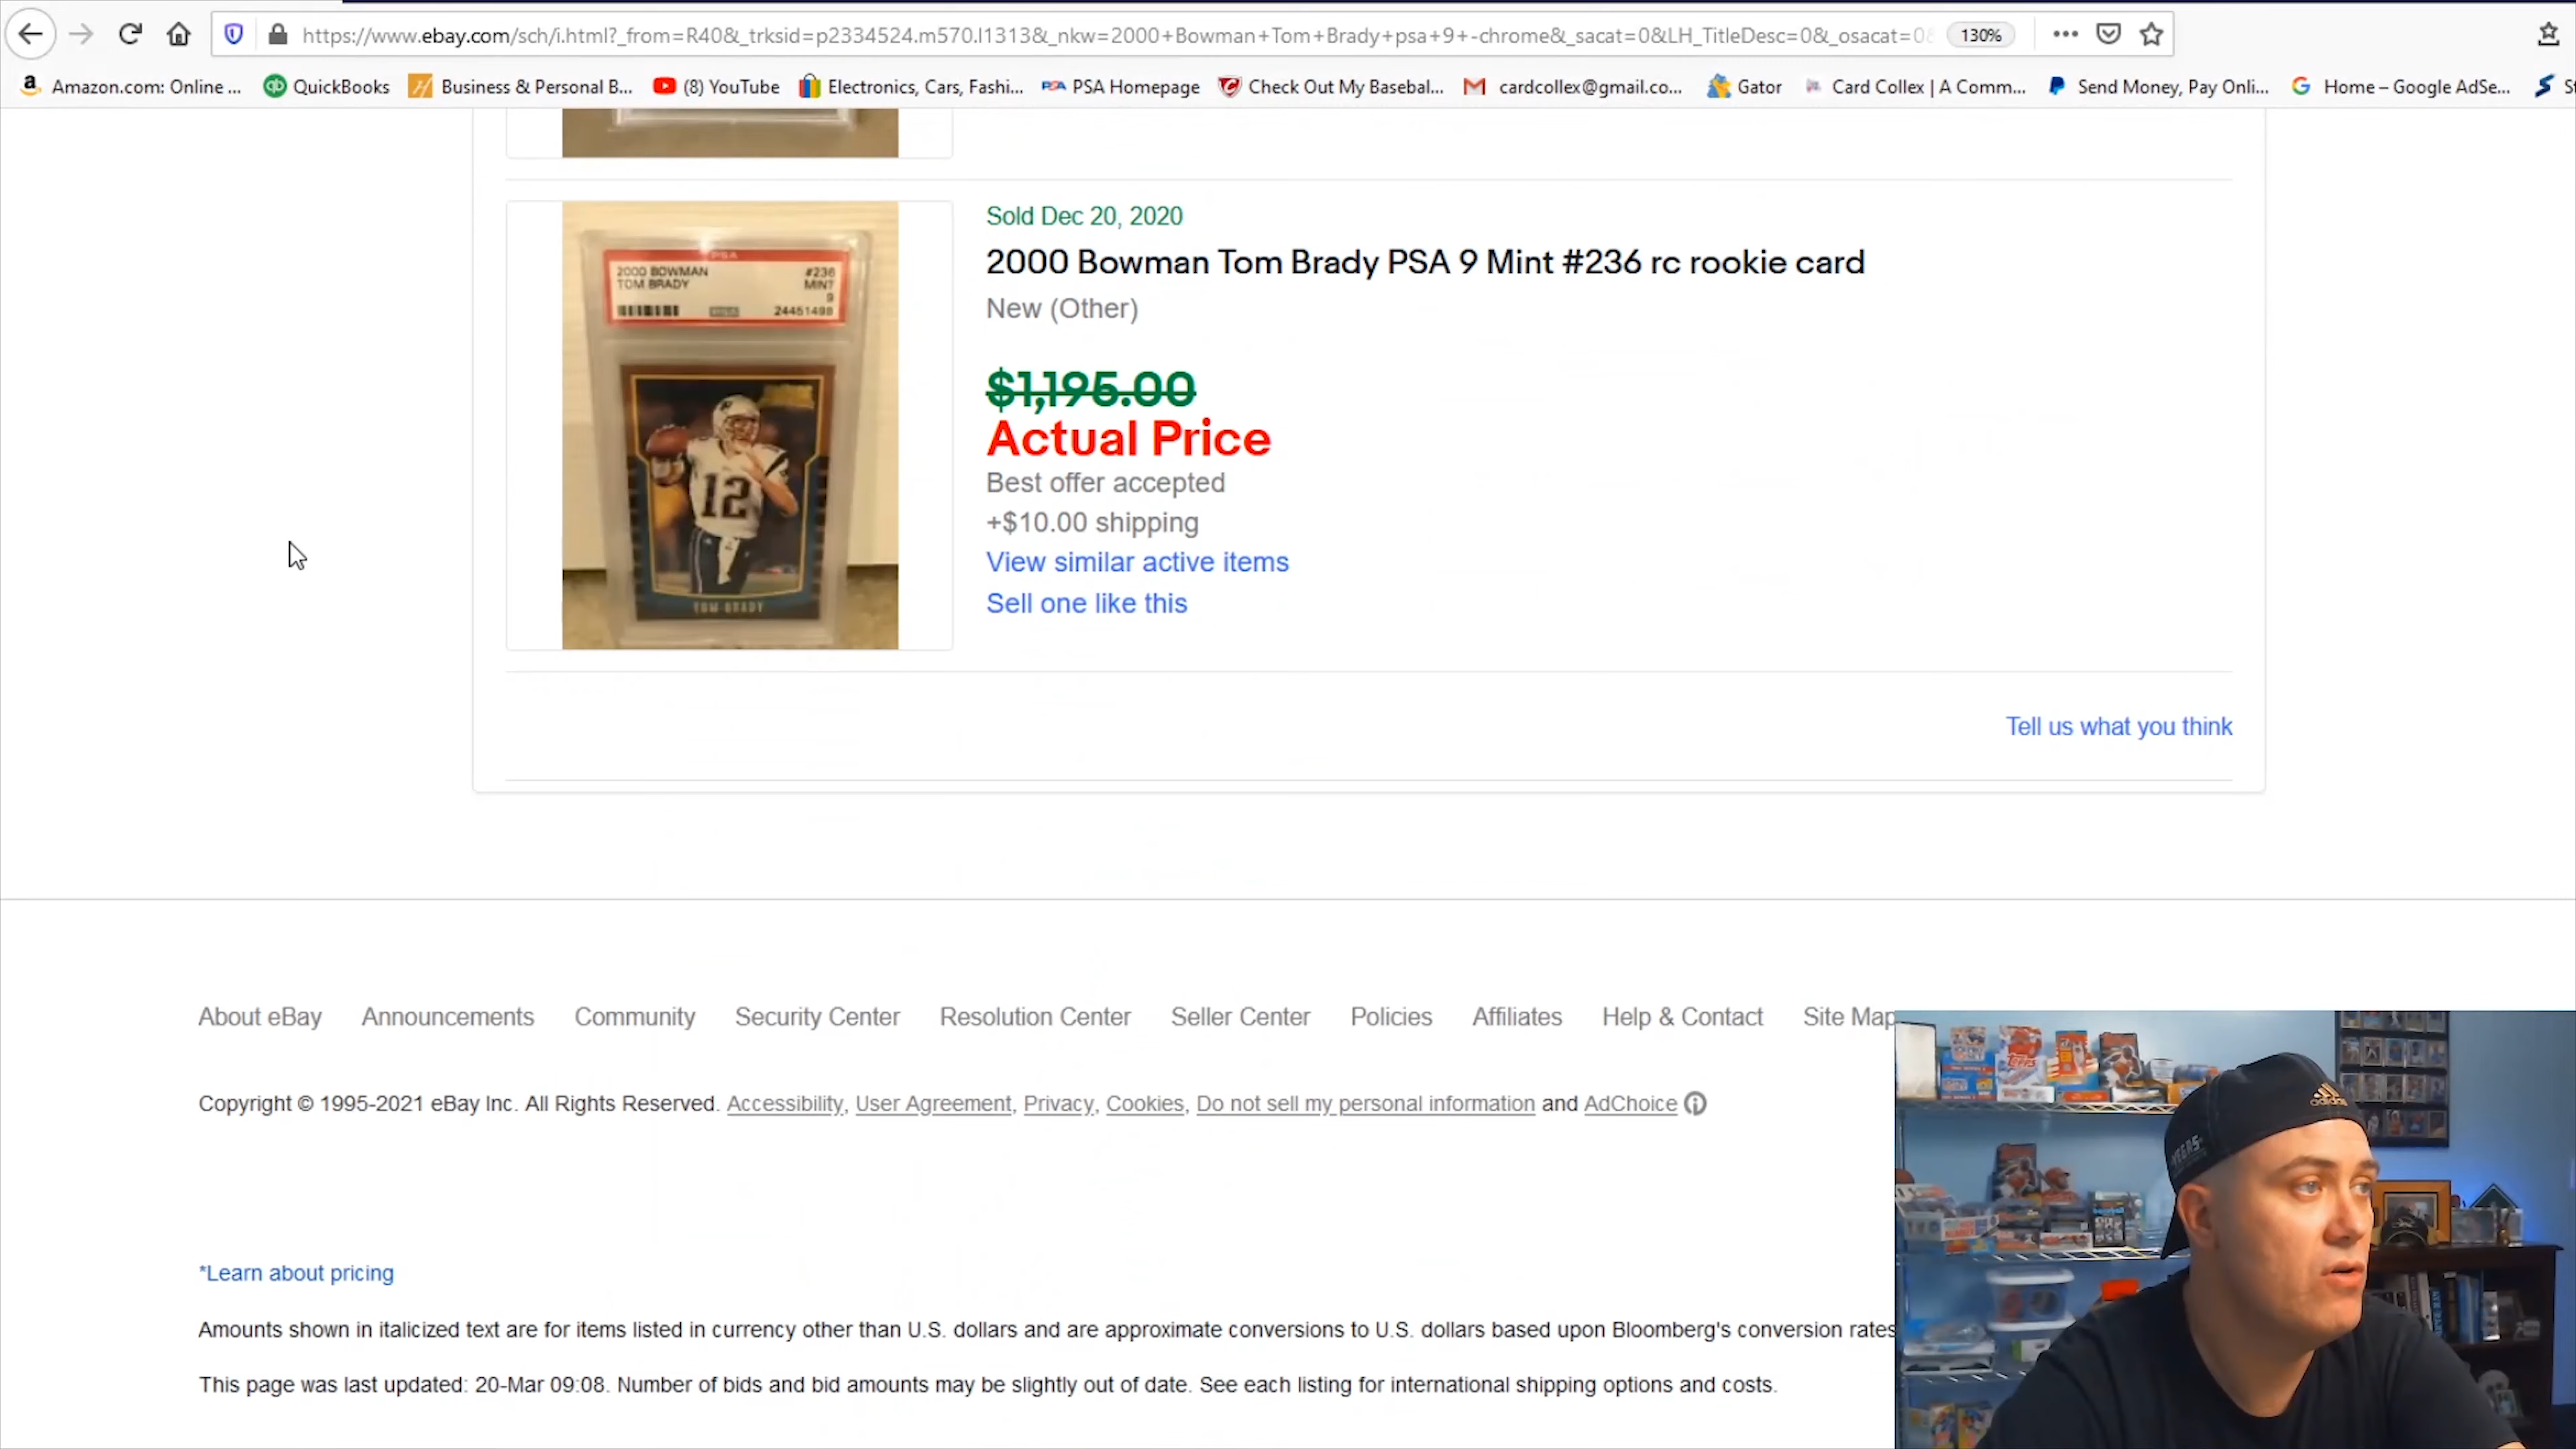 https://www.ebay.com/sch/i.html?_from=R40&_trksid=p2334524.m570.l1313&_nkw=2000+Bowman+Tom+Brady+psa+9+-chrome&_sacat=0&LH_TitleDesc=0&_osacat=0 130%
Amazon.com: Online ... QuickBooks Business & Personal B... (8) YouTube Electronics, Cars, Fashi... PSA Homepage Check Out My Basebal... cardcollex@gmail.co... Gator Card Collex | A Comm... Send Money, Pay Onli... Home – Google AdSe... S
Sold Dec 20, 2020
2000 Bowman Tom Brady PSA 9 Mint #236 rc rookie card
New (Other)
$1,195.00
Actual Price
Best offer accepted
+$10.00 shipping
View similar active items
Sell one like this
PSA
2000 BOWMAN #236
TOM BRADY MINT
9
24451498
12
TOM BRADY
Tell us what you think
About eBay Announcements Community Security Center Resolution Center Seller Center Policies Affiliates Help & Contact Site Map
Copyright © 1995-2021 eBay Inc. All Rights Reserved. Accessibility, User Agreement, Privacy, Cookies, Do not sell my personal information and AdChoice
*Learn about pricing
Amounts shown in italicized text are for items listed in currency other than U.S. dollars and are approximate conversions to U.S. dollars based upon Bloomberg's conversion rates
This page was last updated: 20-Mar 09:08. Number of bids and bid amounts may be slightly out of date. See each listing for international shipping options and costs.
adidas
Topps